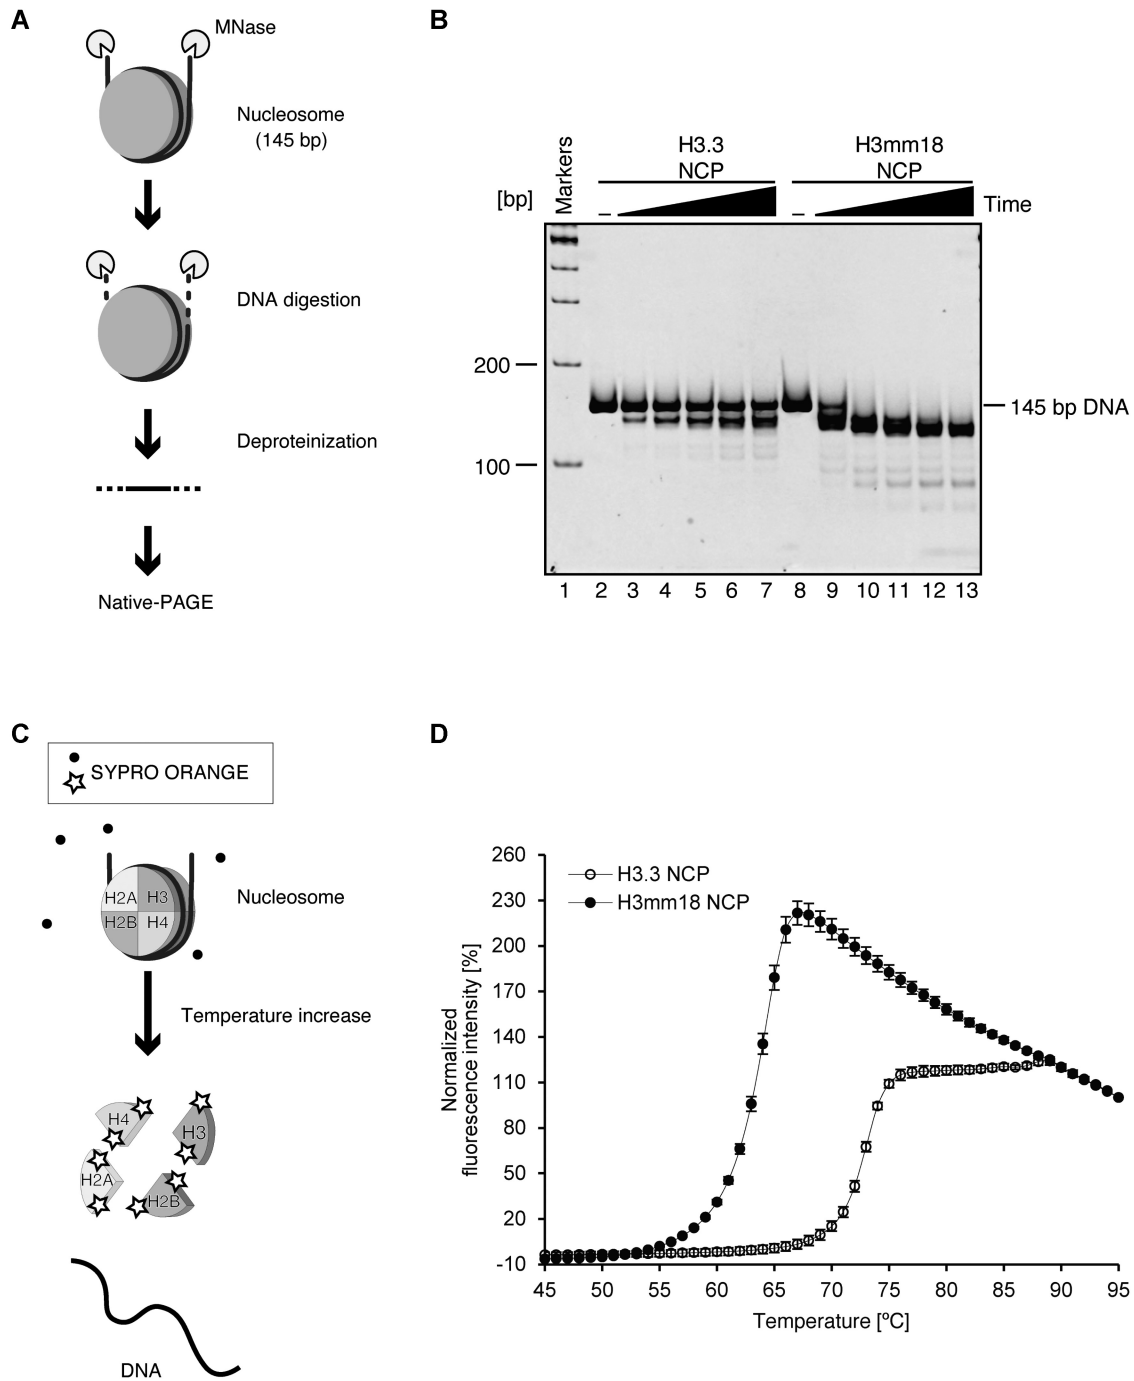 A
MNase
Nucleosome
(145 bp)
DNA digestion
Deproteinization
Native-PAGE
B
H3.3
NCP
H3mm18
NCP
[bp]
Markers
– –
Time
200
100
145 bp DNA
1 2 3 4 5 6 7 8 9 10 11 12 13
C
SYPRO ORANGE
H2A H3
H2B H4
Nucleosome
Temperature increase
H4
H3
H2A
H2B
DNA
D
Normalized
fluorescence intensity [%]
260
230
200
170
140
110
80
50
20
-10
H3.3 NCP
H3mm18 NCP
45 50 55 60 65 70 75 80 85 90 95
Temperature [ºC]